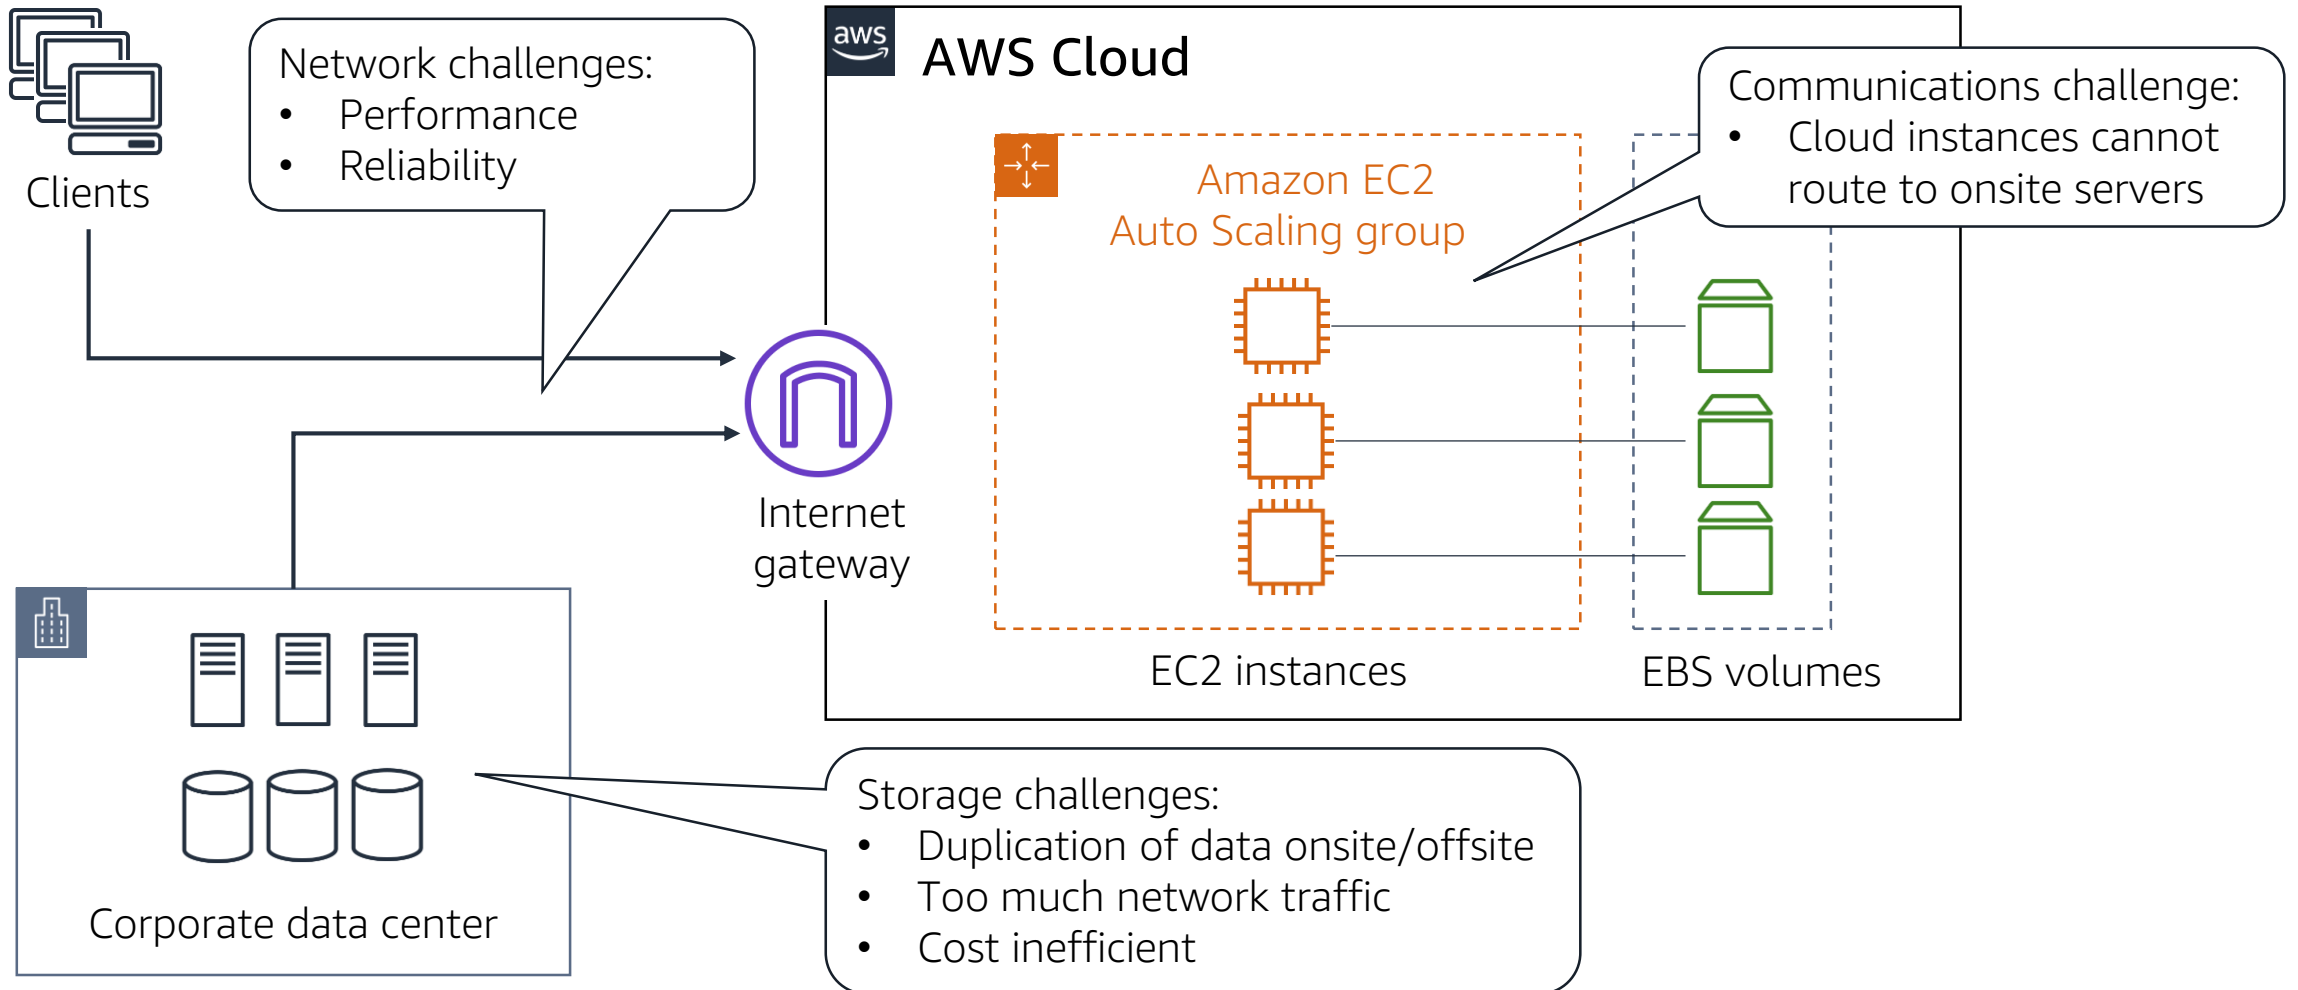 Clients
Network challenges:
• Performance
• Reliability
aws
AWS Cloud
Communications challenge:
• Cloud instances cannot
route to onsite servers
Amazon EC2
Auto Scaling group
Internet
gateway
EC2 instances
EBS volumes
Corporate data center
Storage challenges:
• Duplication of data onsite/offsite
• Too much network traffic
• Cost inefficient